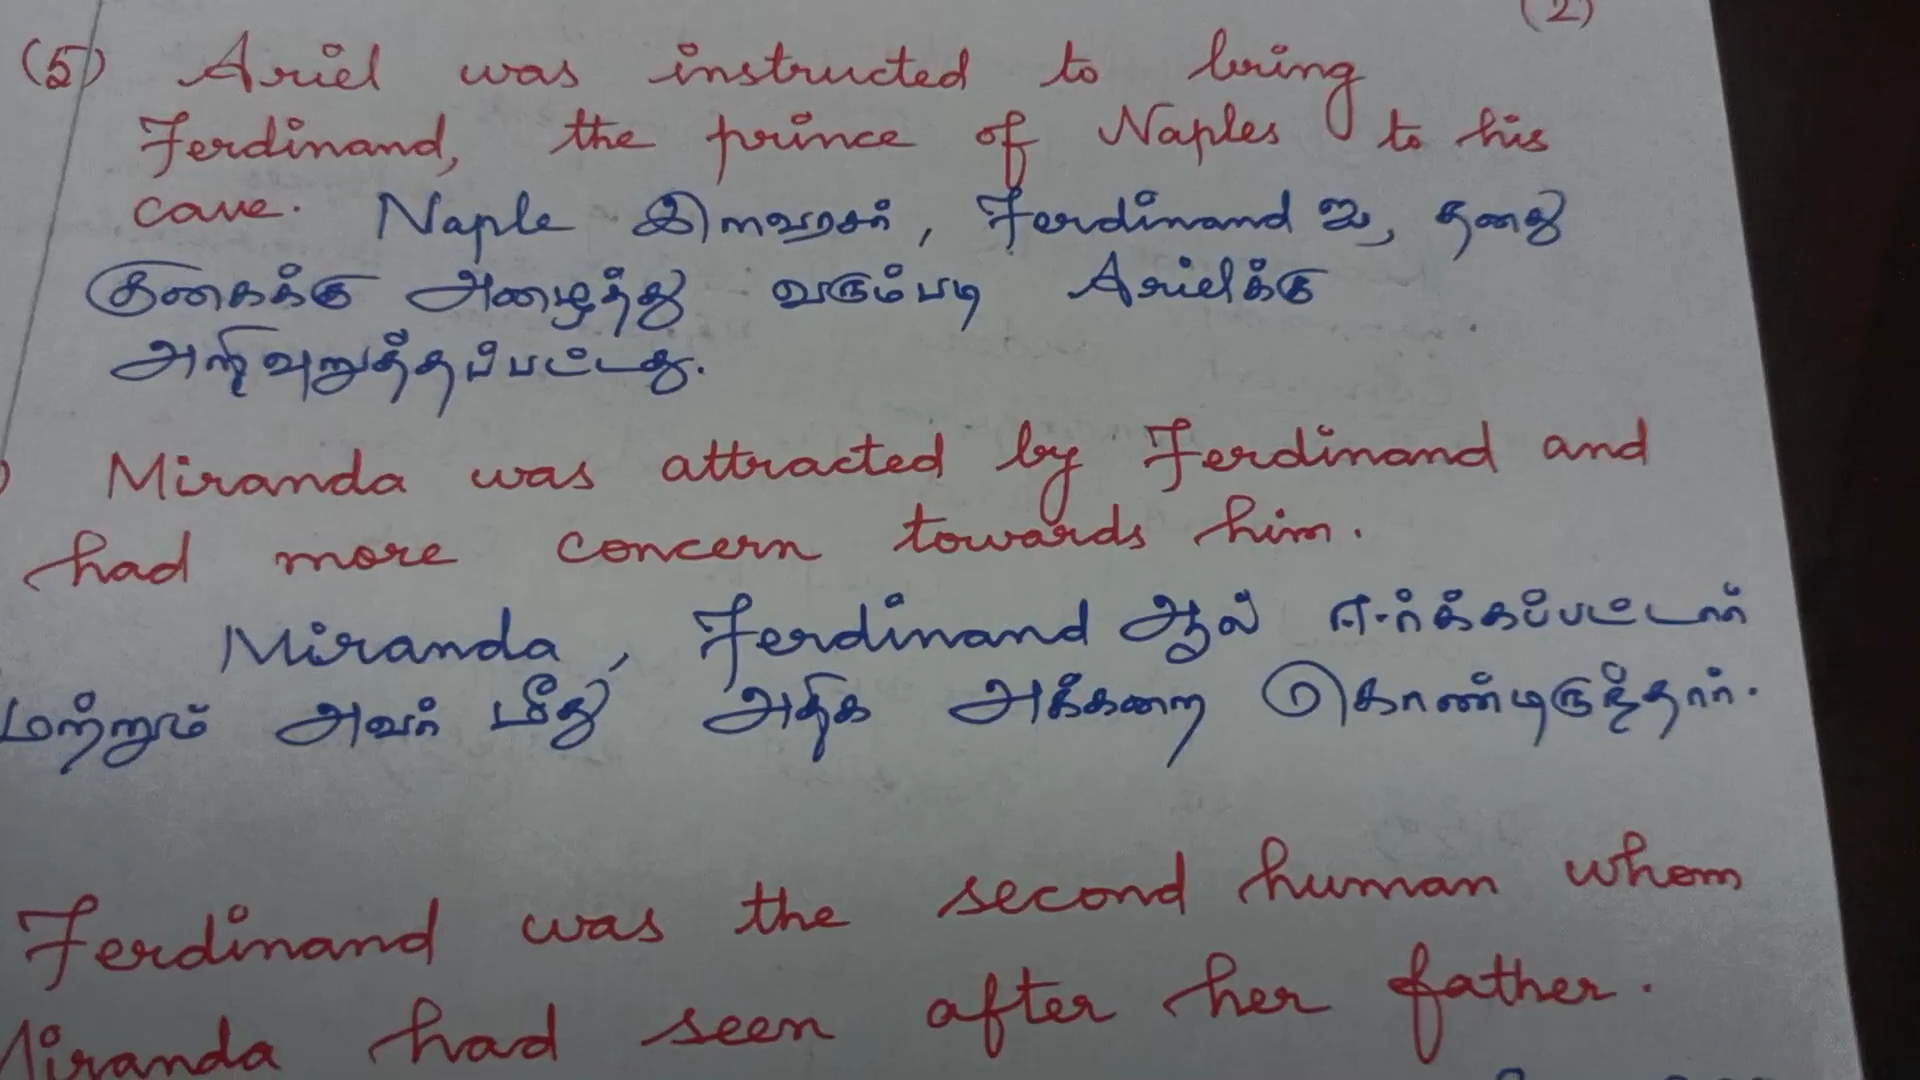 (2)
(5) Ariel was instructed to bring
Ferdinand, the prince of Naples to his
cave. Naple இளவரசர், Ferdinand ஐ, தனது
குகைக்கு அழைத்து வரும்படி Arielக்கு
அறிவுறுத்தப்பட்டது.
) Miranda was attracted by Ferdinand and
had more concern towards him.
Miranda, Ferdinand ஆல் ஈர்க்கப்பட்டாள்
மற்றும் அவர் மீது அதிக அக்கறை கொண்டிருந்தார்.
Ferdinand was the second human whom
Miranda had seen after her father.